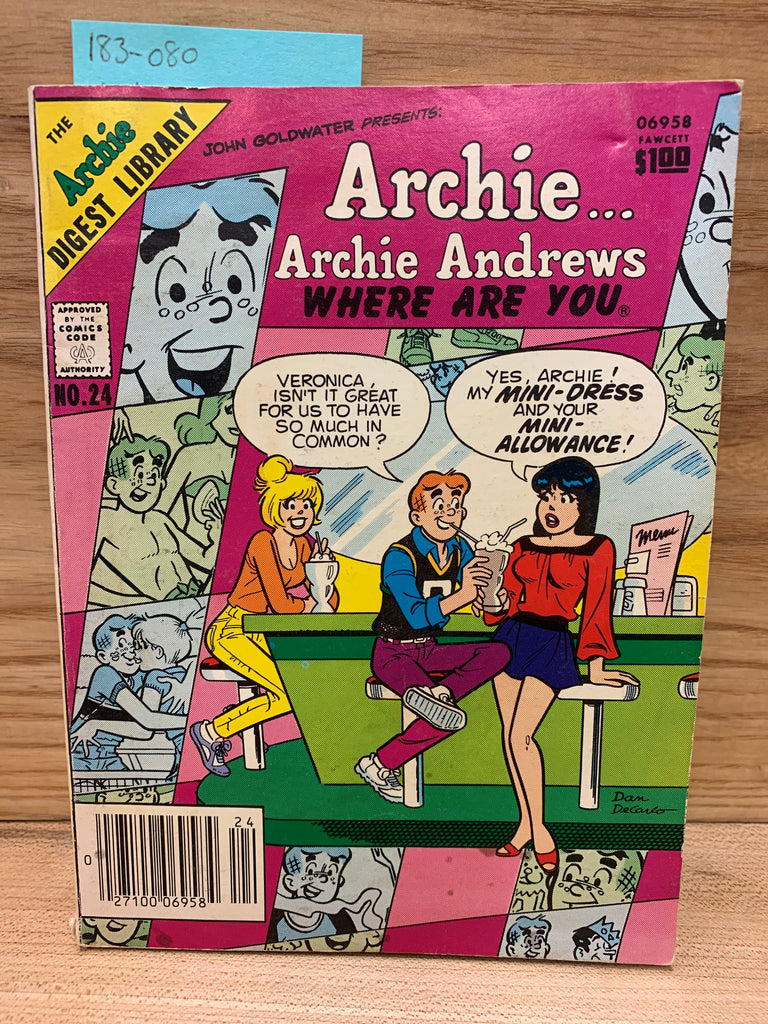 183-080
THE
Archie
DIGEST LIBRARY
JOHN GOLDWATER PRESENTS:
06958
FAWCETT
$1.00
Archie...
Archie Andrews
WHERE ARE YOU®
APPROVED
BY THE
COMICS
CODE
CA
AUTHORITY
NO.24
VERONICA,
ISN'T IT GREAT
FOR US TO HAVE
SO MUCH IN
COMMON?
YES, ARCHIE!
MY MINI-DRESS
AND YOUR
MINI-
ALLOWANCE!
menu
Dan
DeCarlo
24
0
27100 06958